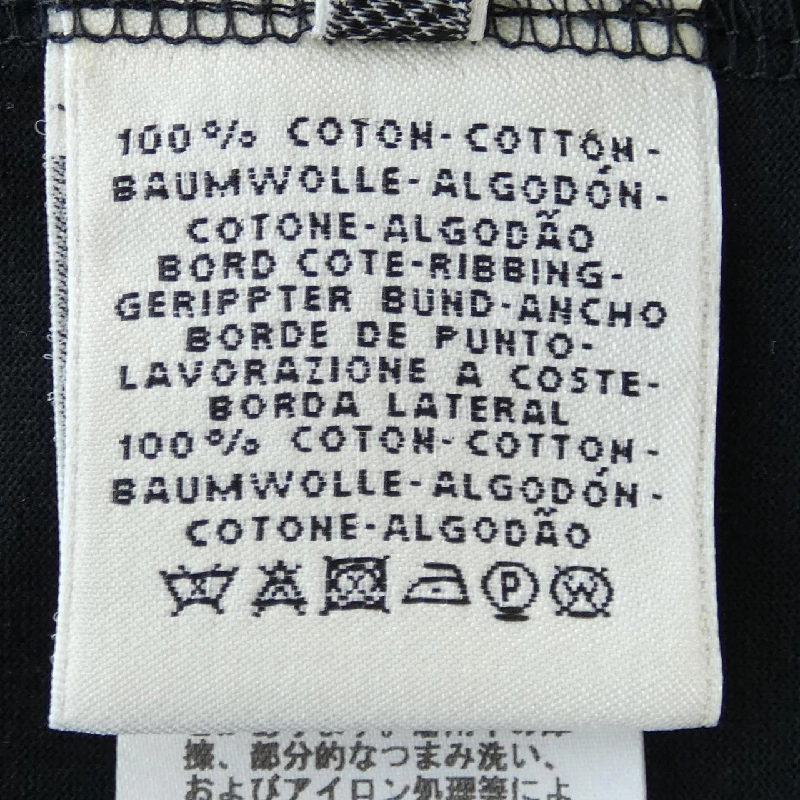 100% COTON-COTTON-
BAUMWOLLE-ALGODÓN-
COTONE-ALGODÃO
BORD COTE-RIBBING-
GERIPPTER BUND-ANCHO
BORDE DE PUNTO-
LAVORAZIONE A COSTE-
BORDA LATERAL
100% COTON-COTTON-
BAUMWOLLE-ALGODÓN-
COTONE-ALGODÃO
P W
擦、部分的なつまみ洗い、
およびアイロン処理等によ